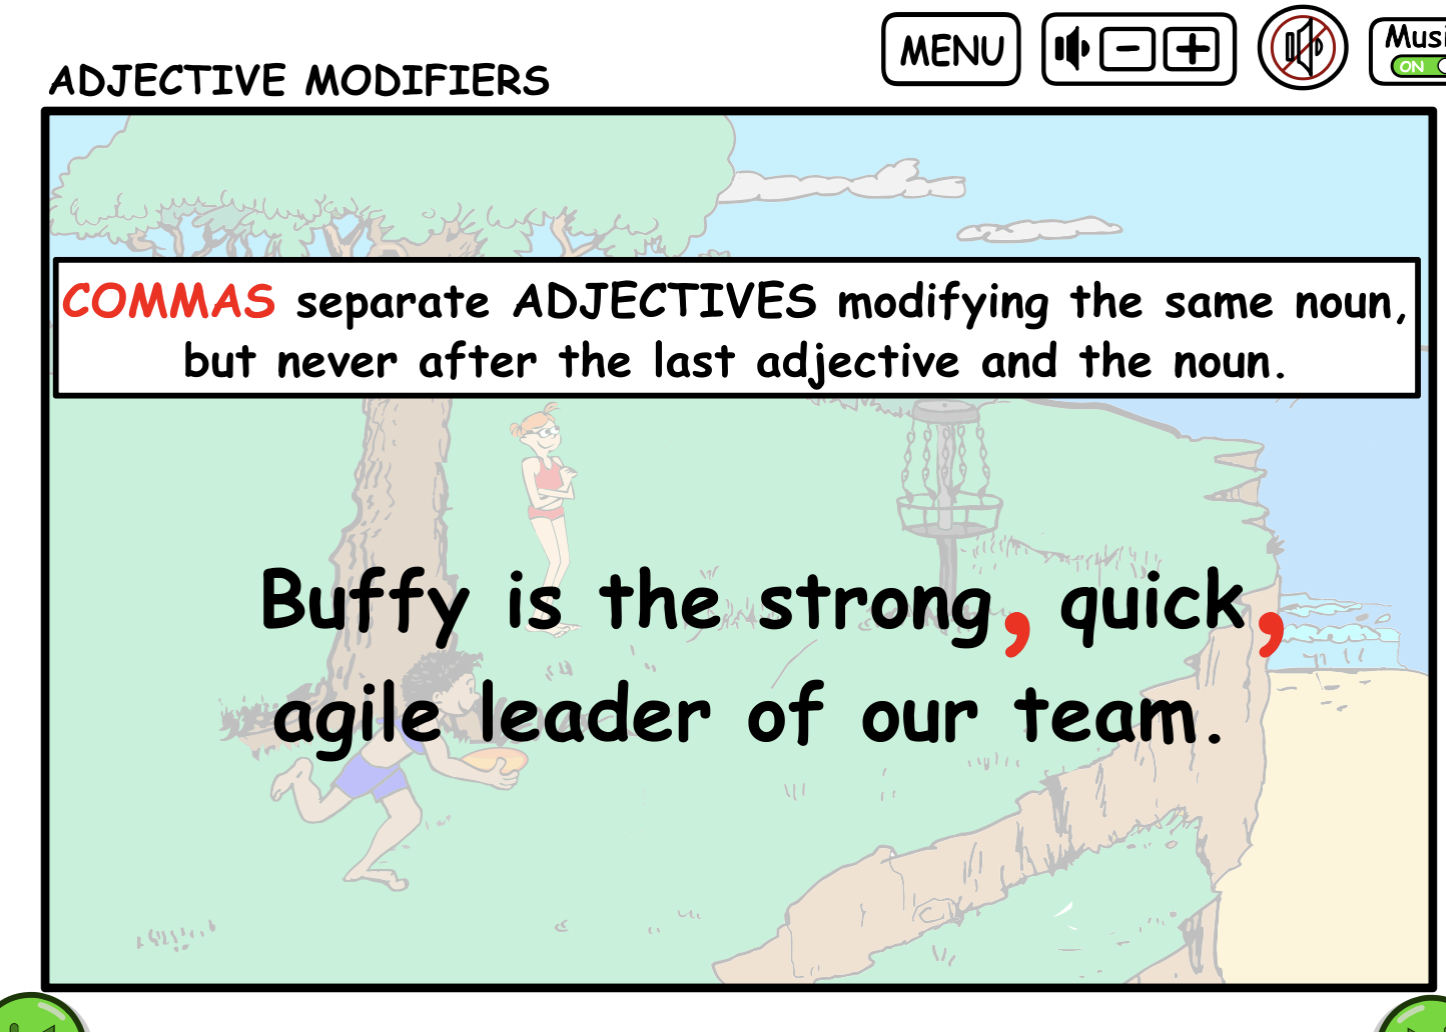 MENU
Musi
ON
ADJECTIVE MODIFIERS
COMMAS separate ADJECTIVES modifying the same noun,
but never after the last adjective and the noun.
Buffy is the strong, quick,
agile leader of our team.